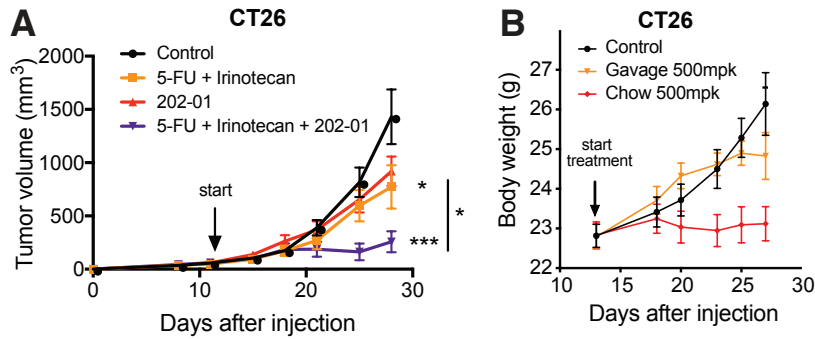 A
CT26
Control
5-FU + Irinotecan
202-01
5-FU + Irinotecan + 202-01
Tumor volume (mm³)
2000
1500
1000
500
0
start
*
***
*
0
10
20
30
Days after injection
B
CT26
Control
Gavage 500mpk
Chow 500mpk
Body weight (g)
27
26
25
24
23
22
start
treatment
10
15
20
25
30
Days after injection